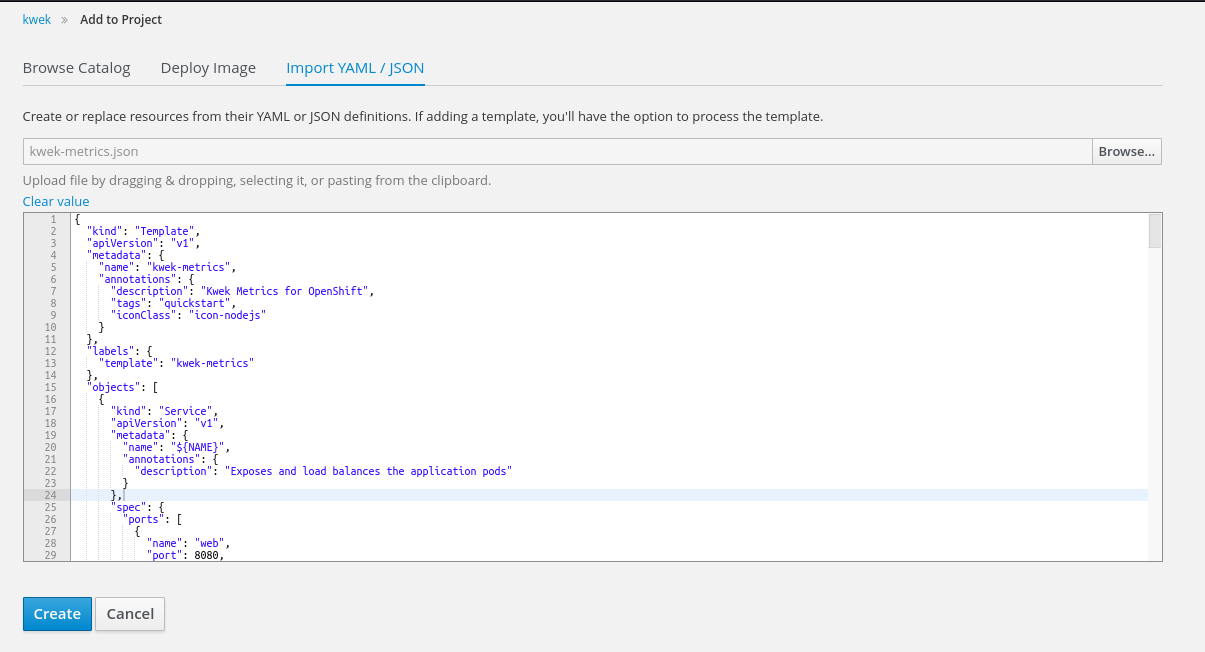 kwek » Add to Project
Browse Catalog Deploy Image Import YAML / JSON
Create or replace resources from their YAML or JSON definitions. If adding a template, you'll have the option to process the template.
kwek-metrics.json Browse...
Upload file by dragging & dropping, selecting it, or pasting from the clipboard.
Clear value
1 {
2 "kind": "Template",
3 "apiVersion": "v1",
4 "metadata": {
5 "name": "kwek-metrics",
6 "annotations": {
7 "description": "Kwek Metrics for OpenShift",
8 "tags": "quickstart",
9 "iconClass": "icon-nodejs"
10 }
11 },
12 "labels": {
13 "template": "kwek-metrics"
14 },
15 "objects": [
16 {
17 "kind": "Service",
18 "apiVersion": "v1",
19 "metadata": {
20 "name": "${NAME}",
21 "annotations": {
22 "description": "Exposes and load balances the application pods"
23 }
24 },
25 "spec": {
26 "ports": [
27 {
28 "name": "web",
29 "port": 8080,
Create Cancel